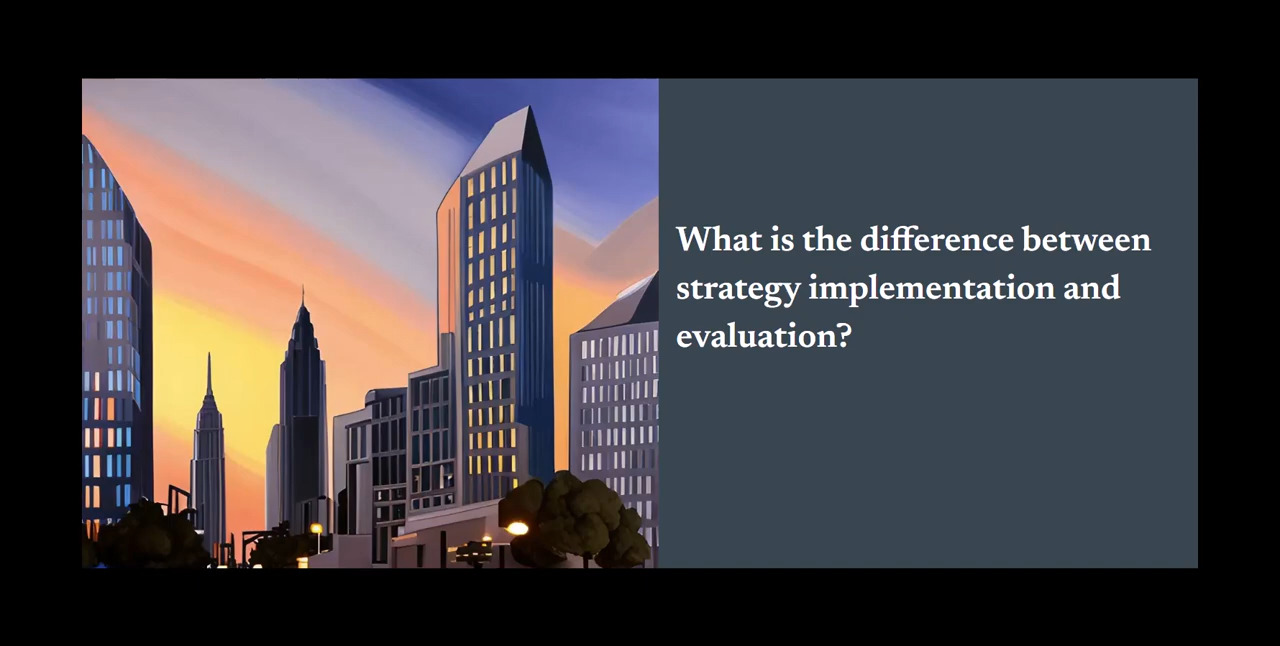 What is the difference between
strategy implementation and
evaluation?